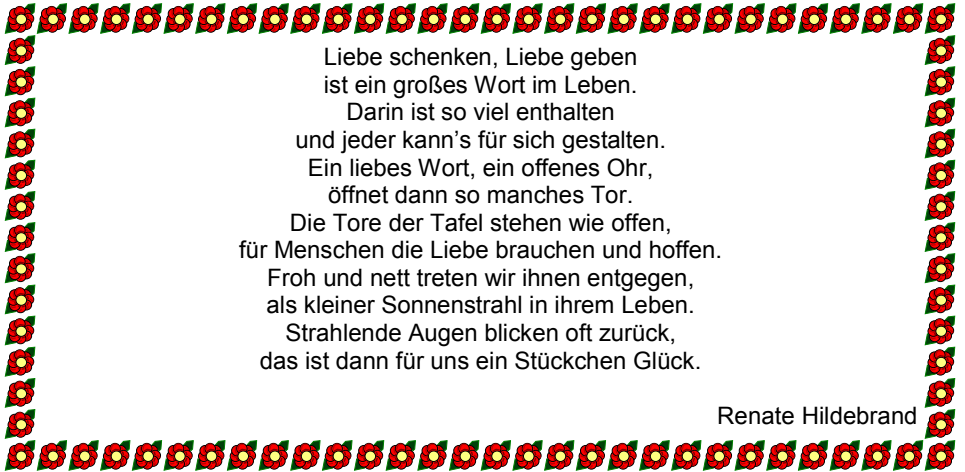 Liebe schenken, Liebe geben
ist ein großes Wort im Leben.
Darin ist so viel enthalten
und jeder kann’s für sich gestalten.
Ein liebes Wort, ein offenes Ohr,
öffnet dann so manches Tor.
Die Tore der Tafel stehen wie offen,
für Menschen die Liebe brauchen und hoffen.
Froh und nett treten wir ihnen entgegen,
als kleiner Sonnenstrahl in ihrem Leben.
Strahlende Augen blicken oft zurück,
das ist dann für uns ein Stückchen Glück.
Renate Hildebrand